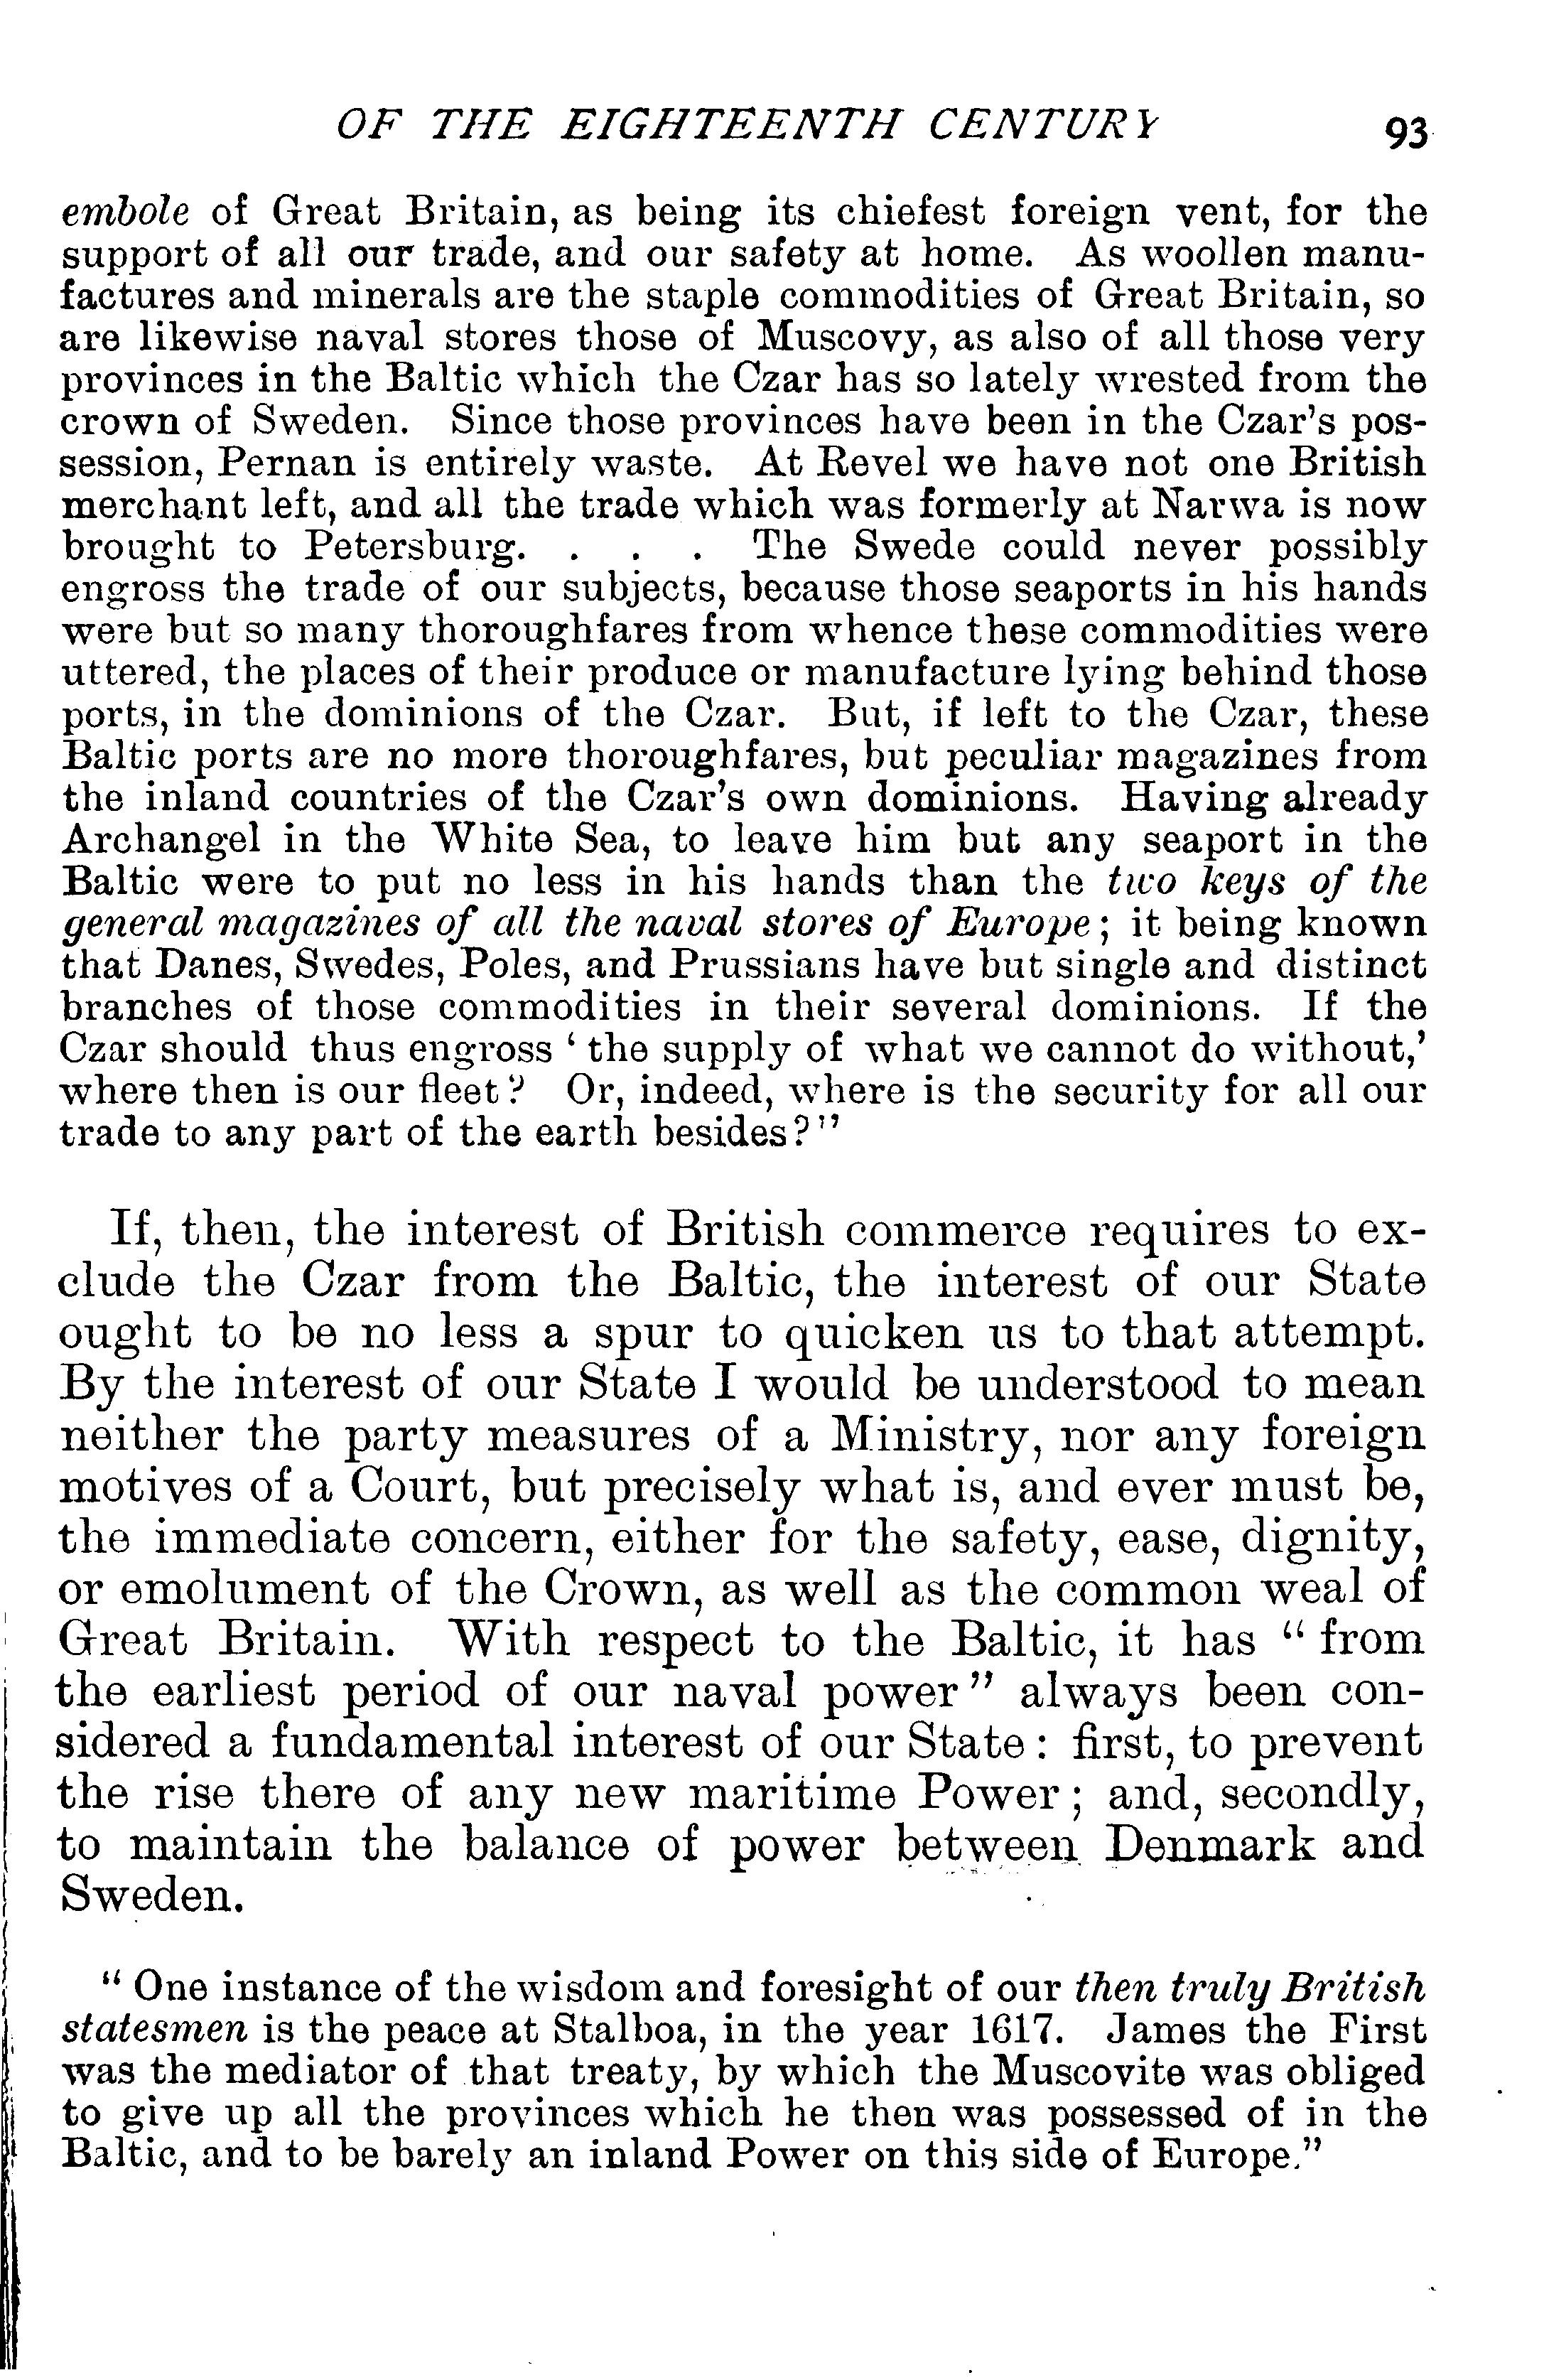 OF THE EIGHTEENTH CENTURY 93
embole of Great Britain, as being its chiefest foreign vent, for the
support of all our trade, and our safety at home. As woollen manu-
factures and minerals are the staple commodities of Great Britain, so
are likewise naval stores those of Muscovy, as also of all those very
provinces in the Baltic which the Czar has so lately wrested from the
crown of Sweden. Since those provinces have been in the Czar's pos-
session, Pernan is entirely waste. At Revel we have not one British
merchant left, and all the trade which was formerly at Narwa is now
brought to Petersburg. . . . The Swede could never possibly
engross the trade of our subjects, because those seaports in his hands
were but so many thoroughfares from whence these commodities were
uttered, the places of their produce or manufacture lying behind those
ports, in the dominions of the Czar. But, if left to the Czar, these
Baltic ports are no more thoroughfares, but peculiar magazines from
the inland countries of the Czar's own dominions. Having already
Archangel in the White Sea, to leave him but any seaport in the
Baltic were to put no less in his hands than the two keys of the
general magazines of all the naval stores of Europe; it being known
that Danes, Swedes, Poles, and Prussians have but single and distinct
branches of those commodities in their several dominions. If the
Czar should thus engross ‘ the supply of what we cannot do without,’
where then is our fleet? Or, indeed, where is the security for all our
trade to any part of the earth besides?”
If, then, the interest of British commerce requires to ex-
clude the Czar from the Baltic, the interest of our State
ought to be no less a spur to quicken us to that attempt.
By the interest of our State I would be understood to mean
neither the party measures of a Ministry, nor any foreign
motives of a Court, but precisely what is, and ever must be,
the immediate concern, either for the safety, ease, dignity,
or emolument of the Crown, as well as the common weal of
Great Britain. With respect to the Baltic, it has “ from
the earliest period of our naval power ” always been con-
sidered a fundamental interest of our State : first, to prevent
the rise there of any new maritime Power ; and, secondly,
to maintain the balance of power between Denmark and
Sweden.
“ One instance of the wisdom and foresight of our then truly British
statesmen is the peace at Stalboa, in the year 1617. James the First
was the mediator of that treaty, by which the Muscovite was obliged
to give up all the provinces which he then was possessed of in the
Baltic, and to be barely an inland Power on this side of Europe.”